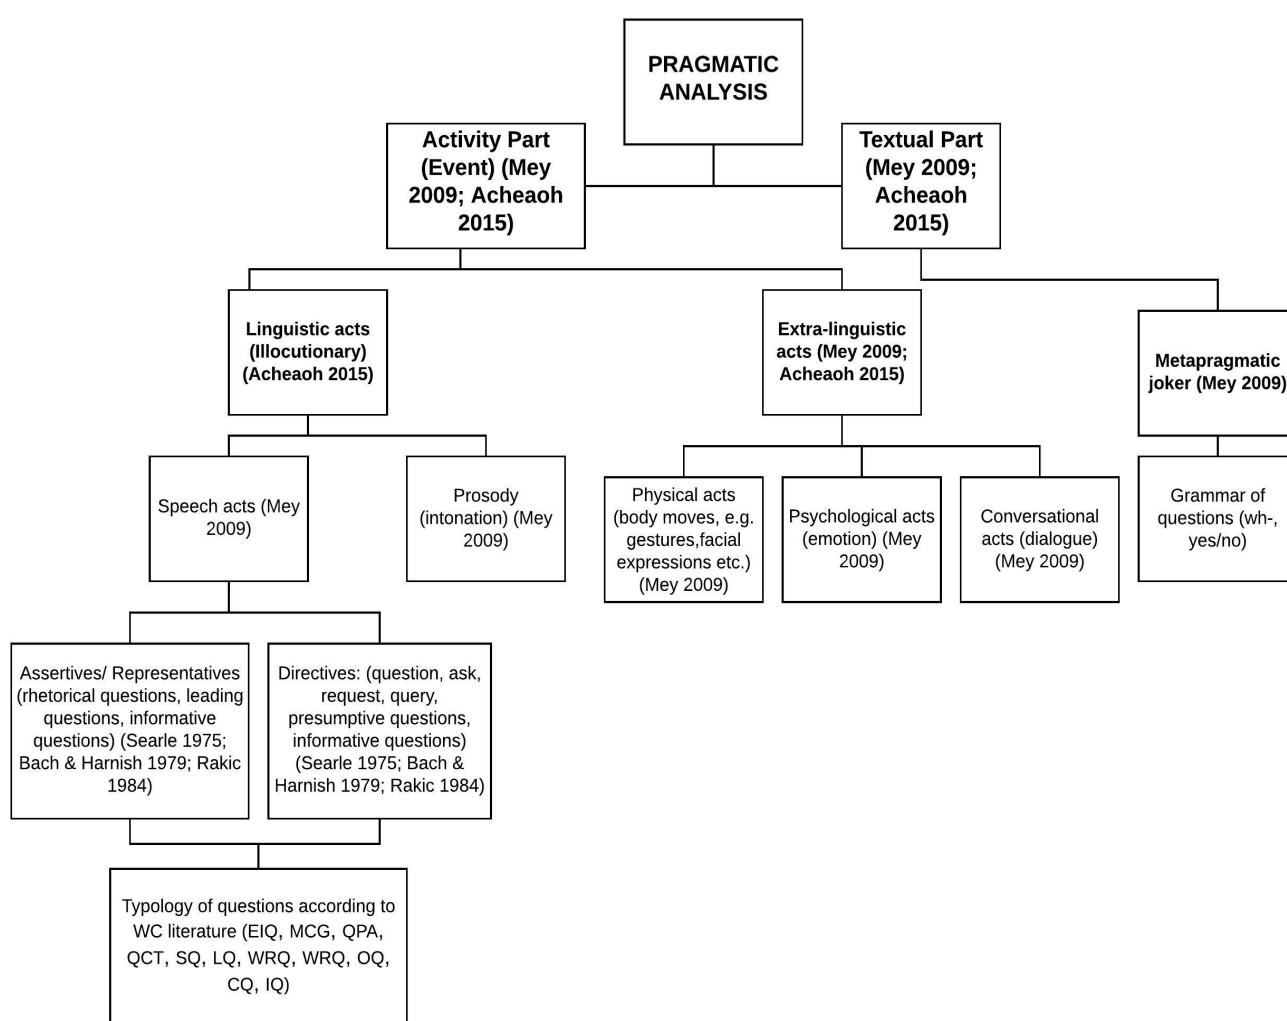 PRAGMATIC
ANALYSIS
Activity Part
(Event) (Mey
2009; Acheaoh
2015)
Textual Part
(Mey 2009;
Acheaoh
2015)
Linguistic acts
(Illocutionary)
(Acheaoh 2015)
Extra-linguistic
acts (Mey 2009;
Acheaoh 2015)
Metapragmatic
joker (Mey 2009)
Speech acts (Mey
2009)
Prosody
(intonation) (Mey
2009)
Physical acts
(body moves, e.g.
gestures,facial
expressions etc.)
(Mey 2009)
Psychological acts
(emotion) (Mey
2009)
Conversational
acts (dialogue)
(Mey 2009)
Grammar of
questions (wh-,
yes/no)
Assertives/ Representatives
(rhetorical questions, leading
questions, informative
questions) (Searle 1975;
Bach & Harnish 1979; Rakic
1984)
Directives: (question, ask,
request, query,
presumptive questions,
informative questions)
(Searle 1975; Bach &
Harnish 1979; Rakic 1984)
Typology of questions according to
WC literature (EIQ, MCG, QPA,
QCT, SQ, LQ, WRQ, WRQ, OQ,
CQ, IQ)